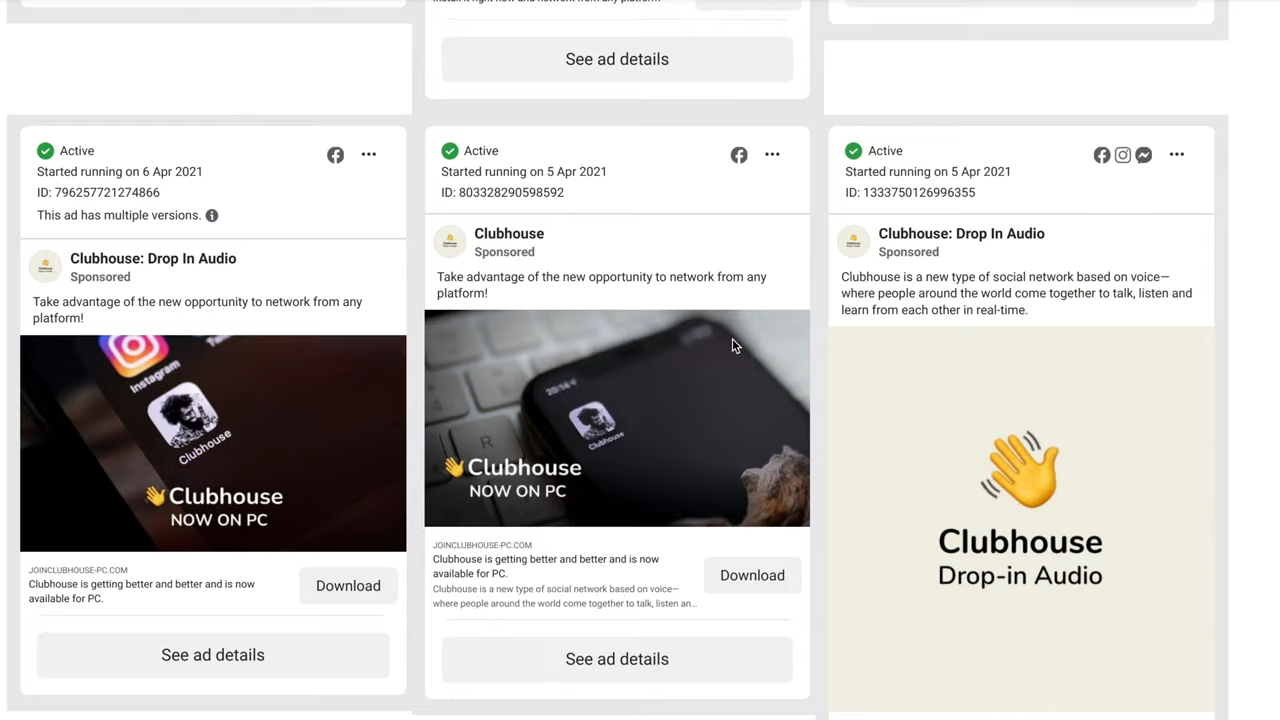 See ad details
Active
Started running on 6 Apr 2021
ID: 796257721274866
This ad has multiple versions.
Clubhouse: Drop In Audio
Sponsored
Take advantage of the new opportunity to network from any
platform!
Instagram
Clubhouse
👋Clubhouse
NOW ON PC
JOINCLUBHOUSE-PC.COM
Clubhouse is getting better and better and is now
available for PC.
Download
See ad details
Active
Started running on 5 Apr 2021
ID: 803328290598592
Clubhouse
Sponsored
Take advantage of the new opportunity to network from any
platform!
20:14
R
Clubhouse
👋Clubhouse
NOW ON PC
JOINCLUBHOUSE-PC.COM
Clubhouse is getting better and better and is now
available for PC.
Clubhouse is a new type of social network based on voice—
where people around the world come together to talk, listen an...
Download
See ad details
Active
Started running on 5 Apr 2021
ID: 1333750126996355
Clubhouse: Drop In Audio
Sponsored
Clubhouse is a new type of social network based on voice—
where people around the world come together to talk, listen and
learn from each other in real-time.
Clubhouse
Drop-in Audio